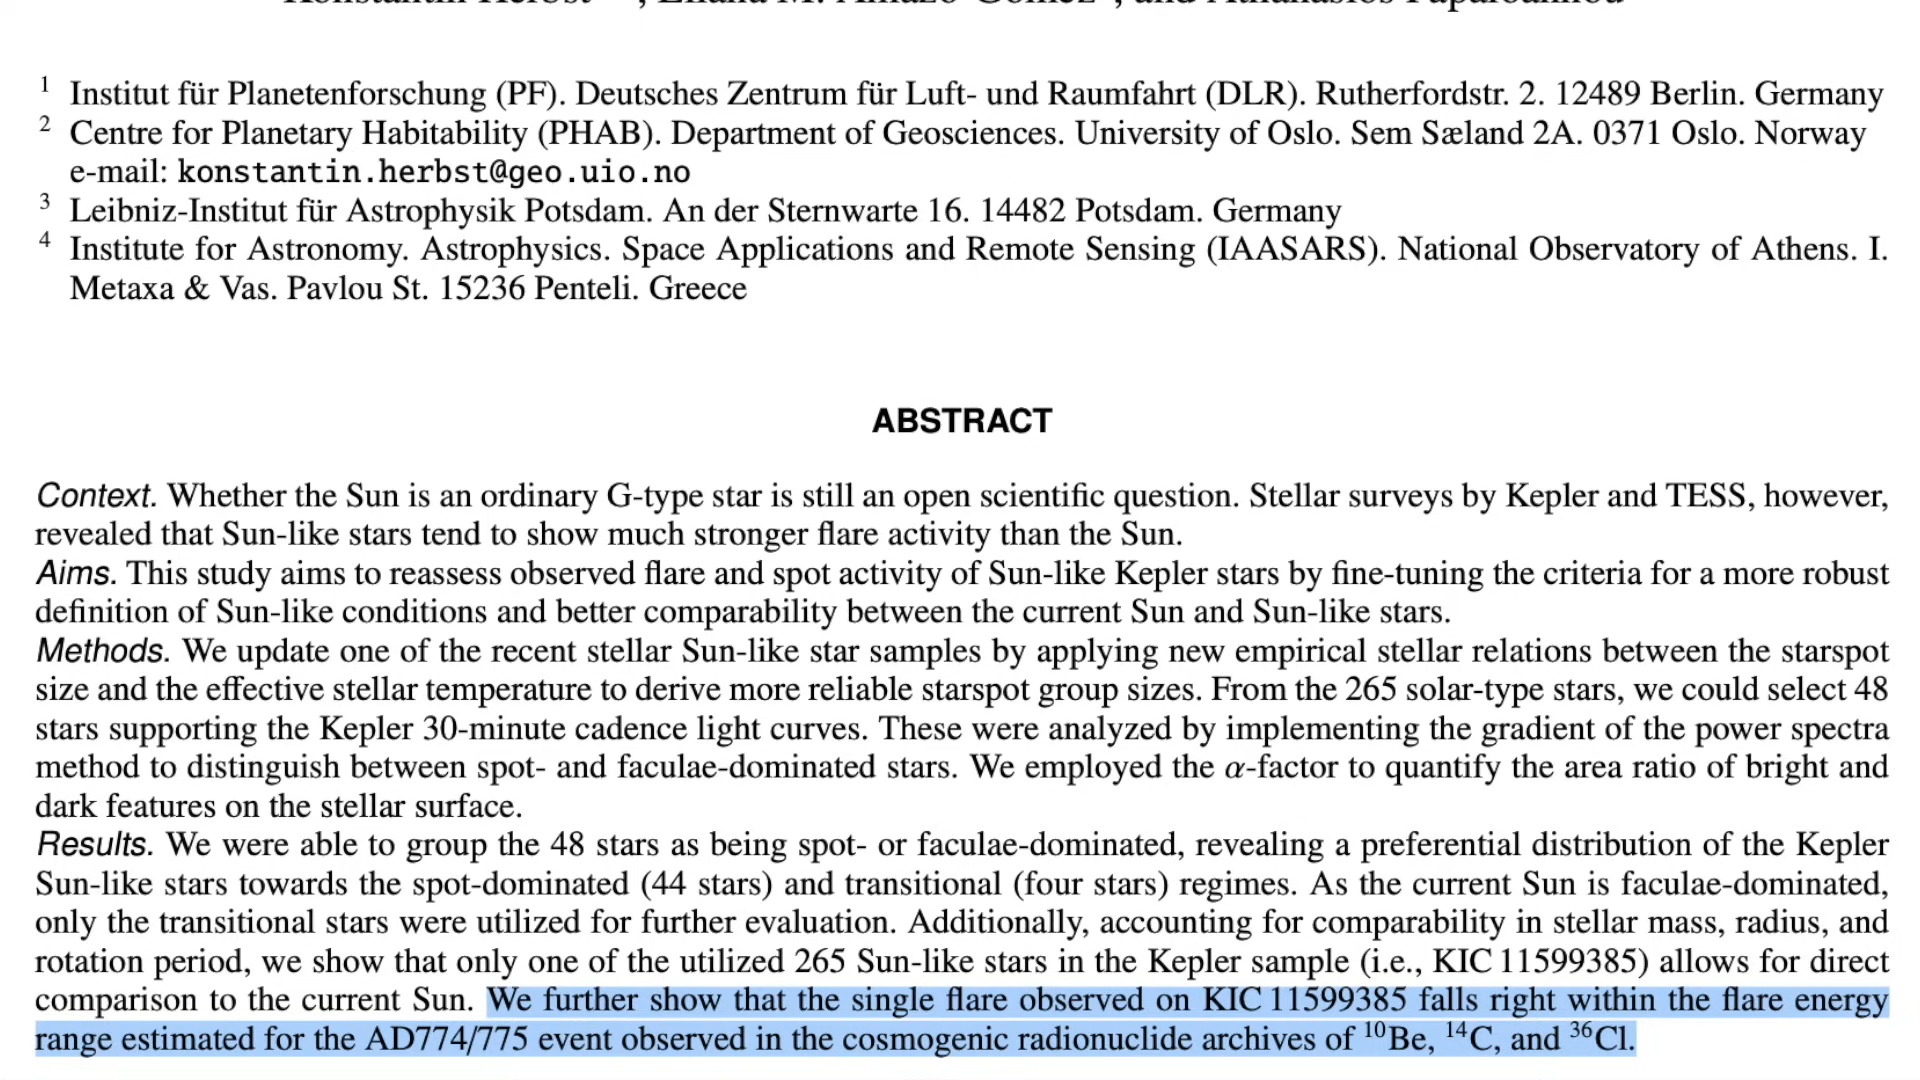 Konstantin Herbst , Eliana M. Amazo-Gómez , and Athanasios Papaioannou
1 Institut für Planetenforschung (PF). Deutsches Zentrum für Luft- und Raumfahrt (DLR). Rutherfordstr. 2. 12489 Berlin. Germany
2 Centre for Planetary Habitability (PHAB). Department of Geosciences. University of Oslo. Sem Sæland 2A. 0371 Oslo. Norway
e-mail: konstantin.herbst@geo.uio.no
3 Leibniz-Institut für Astrophysik Potsdam. An der Sternwarte 16. 14482 Potsdam. Germany
4 Institute for Astronomy. Astrophysics. Space Applications and Remote Sensing (IAASARS). National Observatory of Athens. I.
Metaxa & Vas. Pavlou St. 15236 Penteli. Greece
ABSTRACT
Context. Whether the Sun is an ordinary G-type star is still an open scientific question. Stellar surveys by Kepler and TESS, however,
revealed that Sun-like stars tend to show much stronger flare activity than the Sun.
Aims. This study aims to reassess observed flare and spot activity of Sun-like Kepler stars by fine-tuning the criteria for a more robust
definition of Sun-like conditions and better comparability between the current Sun and Sun-like stars.
Methods. We update one of the recent stellar Sun-like star samples by applying new empirical stellar relations between the starspot
size and the effective stellar temperature to derive more reliable starspot group sizes. From the 265 solar-type stars, we could select 48
stars supporting the Kepler 30-minute cadence light curves. These were analyzed by implementing the gradient of the power spectra
method to distinguish between spot- and faculae-dominated stars. We employed the α-factor to quantify the area ratio of bright and
dark features on the stellar surface.
Results. We were able to group the 48 stars as being spot- or faculae-dominated, revealing a preferential distribution of the Kepler
Sun-like stars towards the spot-dominated (44 stars) and transitional (four stars) regimes. As the current Sun is faculae-dominated,
only the transitional stars were utilized for further evaluation. Additionally, accounting for comparability in stellar mass, radius, and
rotation period, we show that only one of the utilized 265 Sun-like stars in the Kepler sample (i.e., KIC 11599385) allows for direct
comparison to the current Sun. We further show that the single flare observed on KIC 11599385 falls right within the flare energy
range estimated for the AD774/775 event observed in the cosmogenic radionuclide archives of ¹⁰Be, ¹⁴C, and ³⁶Cl.